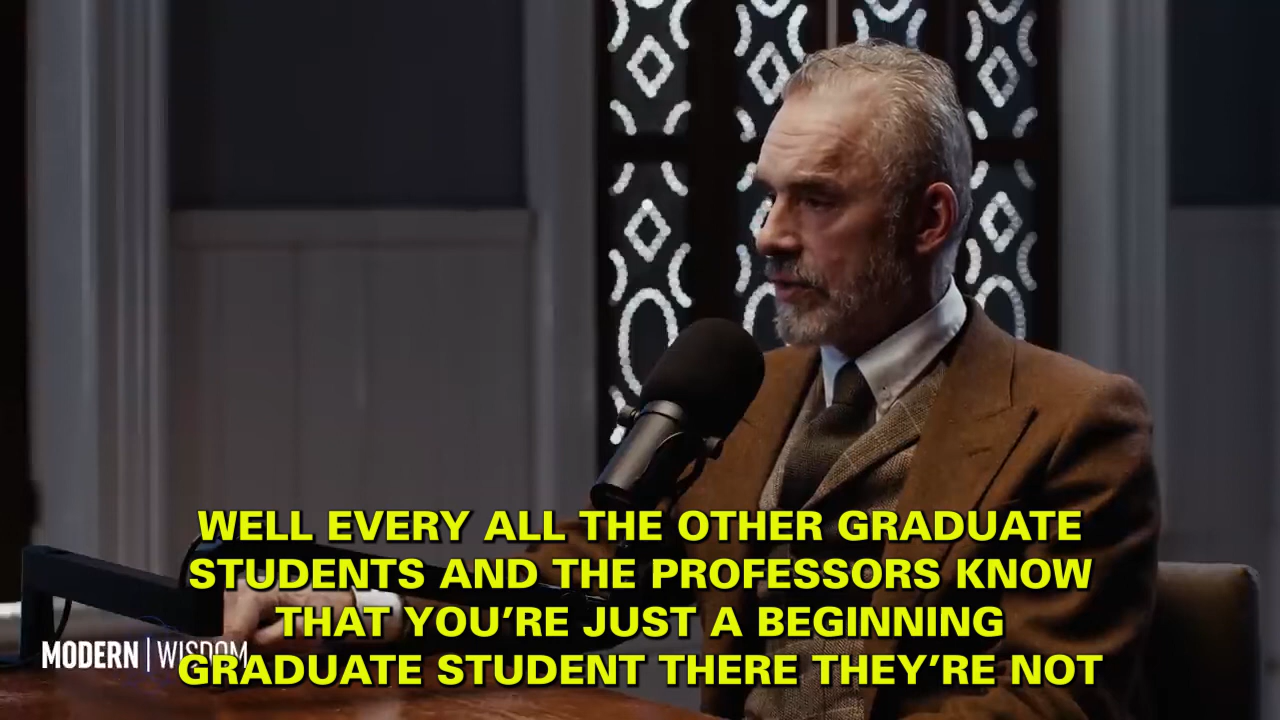 WELL EVERY ALL THE OTHER GRADUATE
STUDENTS AND THE PROFESSORS KNOW
THAT YOU'RE JUST A BEGINNING
MODERN | WISDOM
GRADUATE STUDENT THERE THEY'RE NOT